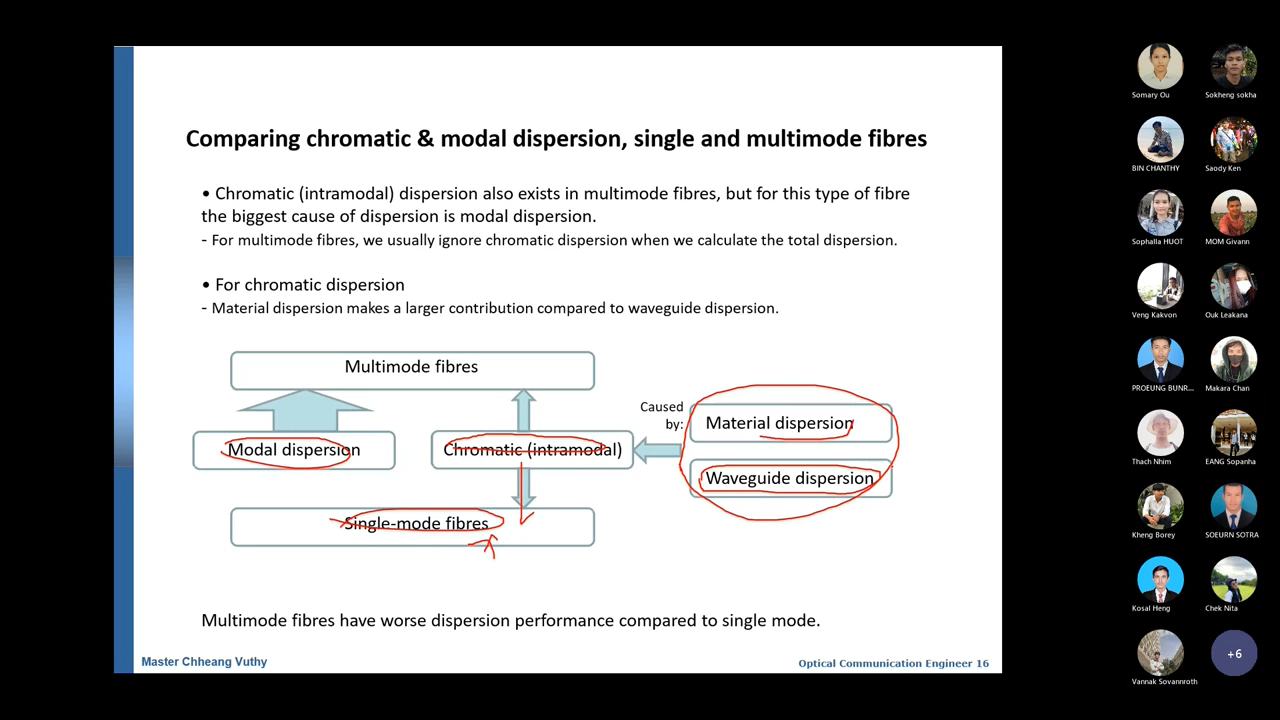 Comparing chromatic & modal dispersion, single and multimode fibres
• Chromatic (intramodal) dispersion also exists in multimode fibres, but for this type of fibre
the biggest cause of dispersion is modal dispersion.
- For multimode fibres, we usually ignore chromatic dispersion when we calculate the total dispersion.
• For chromatic dispersion
- Material dispersion makes a larger contribution compared to waveguide dispersion.
Multimode fibres
Modal dispersion
Chromatic (intramodal)
Caused
by:
Material dispersion
Waveguide dispersion
Single-mode fibres
Multimode fibres have worse dispersion performance compared to single mode.
Master Chheang Vuthy
Optical Communication Engineer 16
Somary Ou
Sokheng sokha
BIN CHANTHY
Saody Ken
Sophalla HUOT
MOM Givann
Veng Kakvon
Ouk Leakana
PROEUNG BUNR...
Makara Chan
Thach Nhim
EANG Sopanha
Kheng Borey
SOEURN SOTRA
Kosal Heng
Chek Nita
Vannak Sovannroth
+6